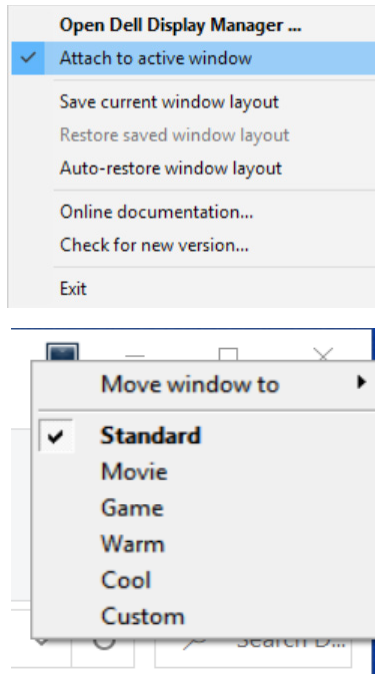 Open Dell Display Manager ...
Attach to active window
Save current window layout
Restore saved window layout
Auto-restore window layout
Online documentation...
Check for new version...
Exit
Move window to
Standard
Movie
Game
Warm
Cool
Custom
Search D...